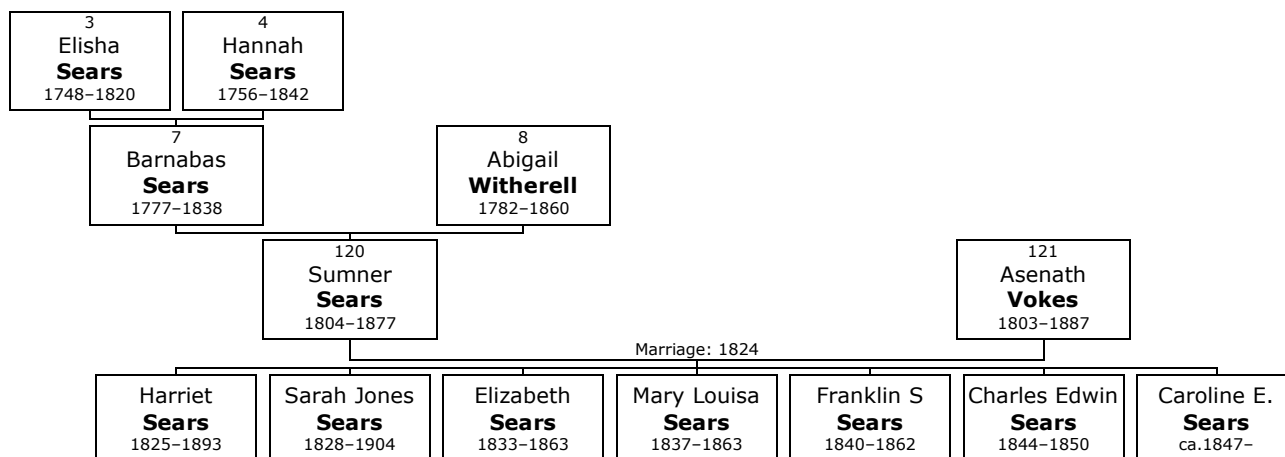 3
Elisha
Sears
1748–1820
4
Hannah
Sears
1756–1842
7
Barnabas
Sears
1777–1838
8
Abigail
Witherell
1782–1860
120
Sumner
Sears
1804–1877
121
Asenath
Vokes
1803–1887
Marriage: 1824
Harriet
Sears
1825–1893
Sarah Jones
Sears
1828–1904
Elizabeth
Sears
1833–1863
Mary Louisa
Sears
1837–1863
Franklin S
Sears
1840–1862
Charles Edwin
Sears
1844–1850
Caroline E.
Sears
ca.1847–